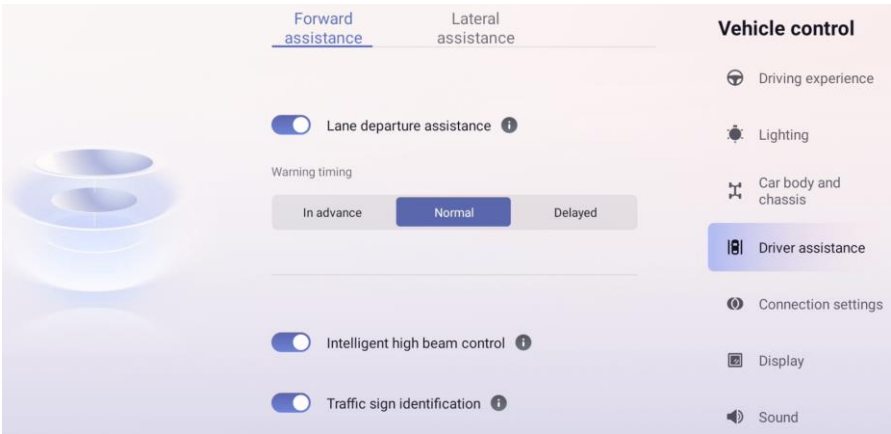 Forward
assistance
Lateral
assistance
Lane departure assistance
Warning timing
In advance
Normal
Delayed
Intelligent high beam control
Traffic sign identification
Vehicle control
Driving experience
Lighting
Car body and
chassis
Driver assistance
Connection settings
Display
Sound